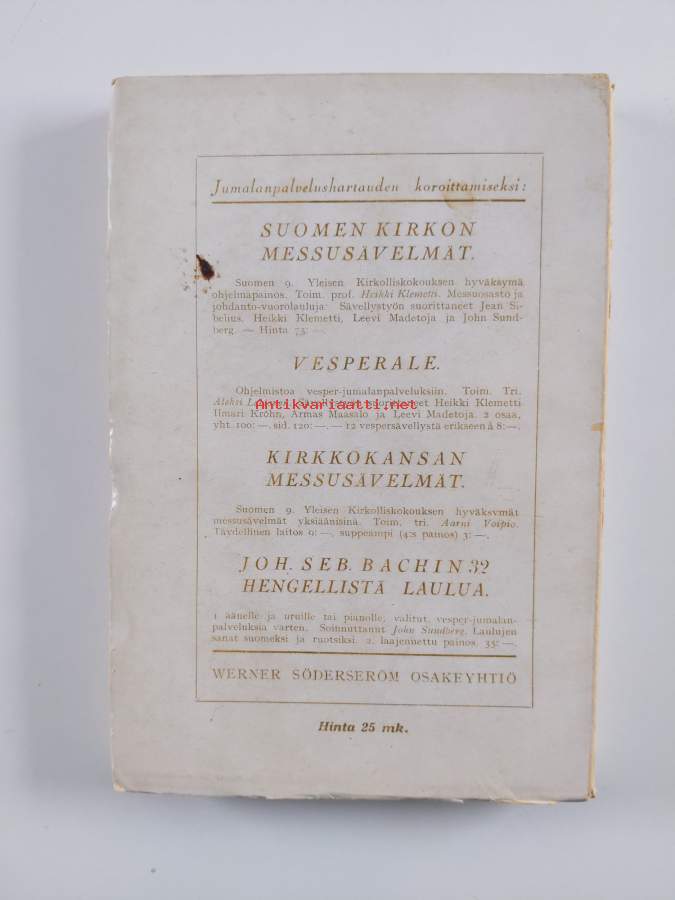 Jumalanpalvelushartauden koroittamiseksi:
SUOMEN KIRKON
MESSUSÄVELMÄT.
Suomen 9. Yleisen Kirkolliskokouksen hyväksymä
ohjelmapainos. Toim. prof. Heikki Klemetti. Messuosasto ja
johdanto-vuorolauluja. Sävellystyön suorittaneet Jean Si-
belius, Heikki Klemetti, Leevi Madetoja ja John Sund-
berg. — Hinta 75: —.
VESPERALE.
Ohjelmistoa vesper-jumalanpalveluksiin. Toim. Tri.
Aleksi Sävellystyön suorittaneet Heikki Klemetti
Antikvariaatti.net
Ilmari Krohn, Armas Maasalo ja Leevi Madetoja. 2 osaa,
yht. 100: —. sid. 120: —. — 12 vespersävellystä erikseen à 8: —.
KIRKKOKANSAN
MESSUSÄVELMÄT.
Suomen 9. Yleisen Kirkolliskokouksen hyväksymät
messusävelmät yksiäänisinä. Toim. tri. Aarni Voipio.
Täydellinen laitos 9: —. suppeampi (4:s painos) 3: —.
JOH. SEB. BACHIN 32
HENGELLISTÄ LAULUA.
1 äänelle ja uruille tai pianolle, valitut, vesper-jumalan-
palveluksia varten. Soinnuttanut John Sundberg. Laulujen
sanat suomeksi ja ruotsiksi. 2. laajennettu painos. 35: —.
WERNER SÖDERSERÖM OSAKEYHTIÖ
Hinta 25 mk.